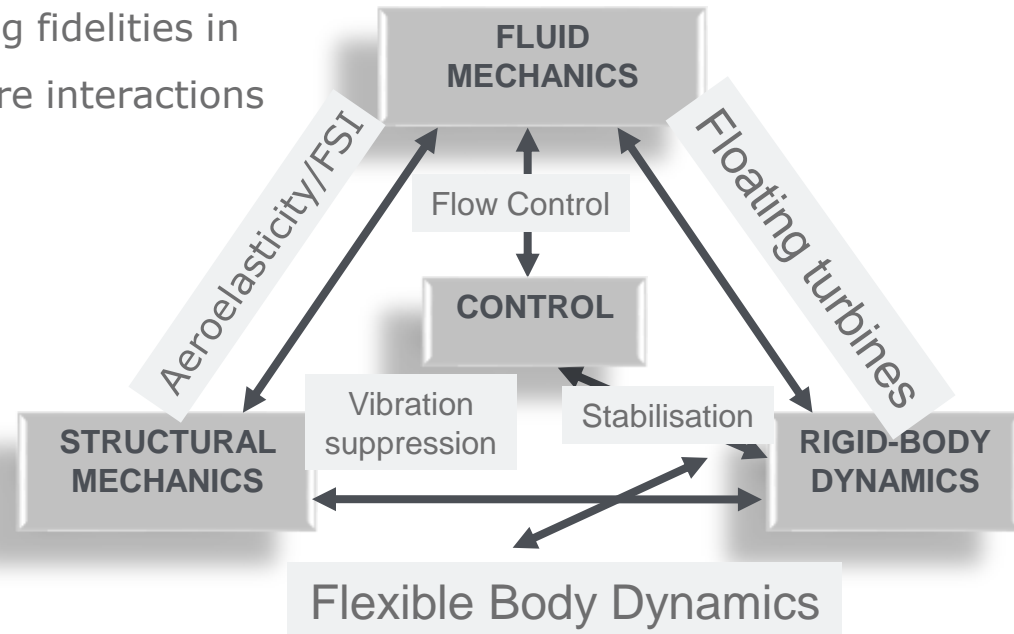 g fidelities in
re interactions
FLUID
MECHANICS
Aeroelasticity/FSI
Floating turbines
Flow Control
CONTROL
Vibration
suppression
Stabilisation
STRUCTURAL
MECHANICS
RIGID-BODY
DYNAMICS
Flexible Body Dynamics